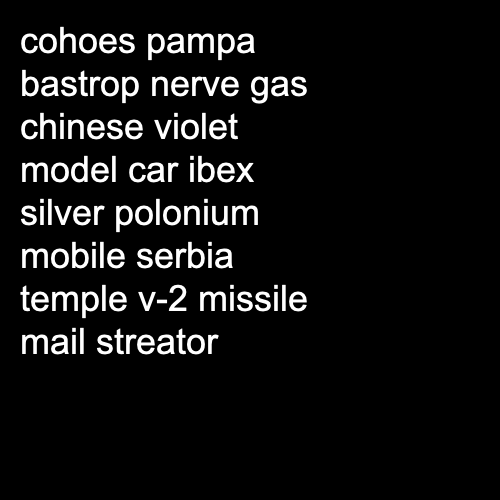 cohoes pampa
bastrop nerve gas
chinese violet
model car ibex
silver polonium
mobile serbia
temple v-2 missile
mail streator